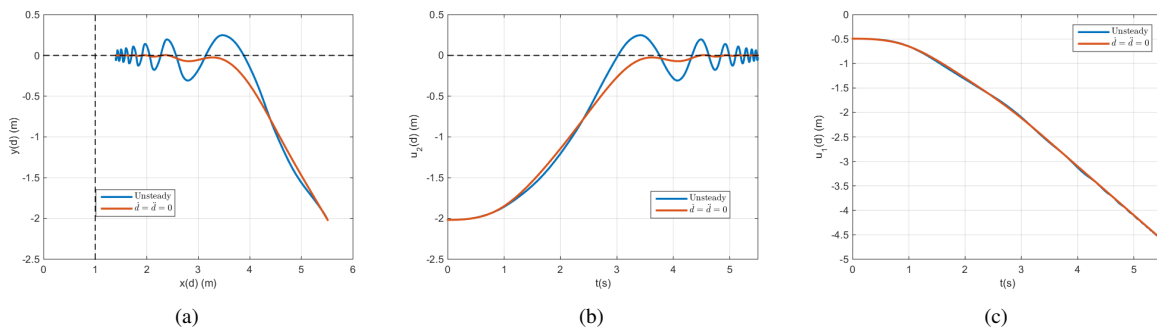 0.5
0
-0.5
-1
-1.5
-2
-2.5
y(d) (m)
0 1 2 3 4 5 6
x(d) (m)
Unsteady
ḋ = d̈ = 0
(a)
0.5
0
-0.5
-1
-1.5
-2
-2.5
u₂(d) (m)
0 1 2 3 4 5
t(s)
Unsteady
ḋ = d̈ = 0
(b)
0
-0.5
-1
-1.5
-2
-2.5
-3
-3.5
-4
-4.5
-5
u₁(d) (m)
0 1 2 3 4 5
t(s)
Unsteady
ḋ = d̈ = 0
(c)